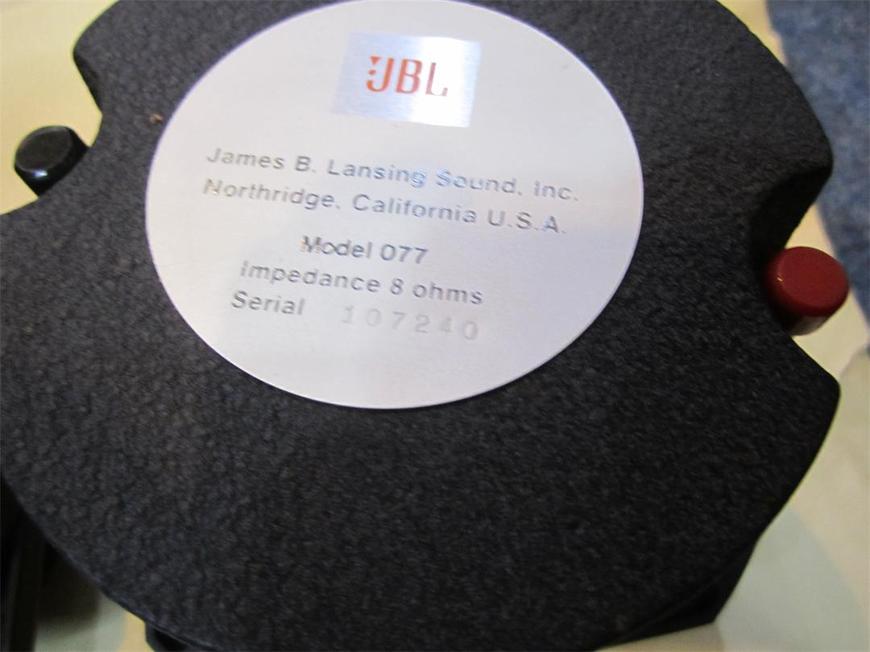 JBL
James B. Lansing Sound, Inc.
Northridge, California U.S.A.
Model 077
Impedance 8 ohms
Serial 107240